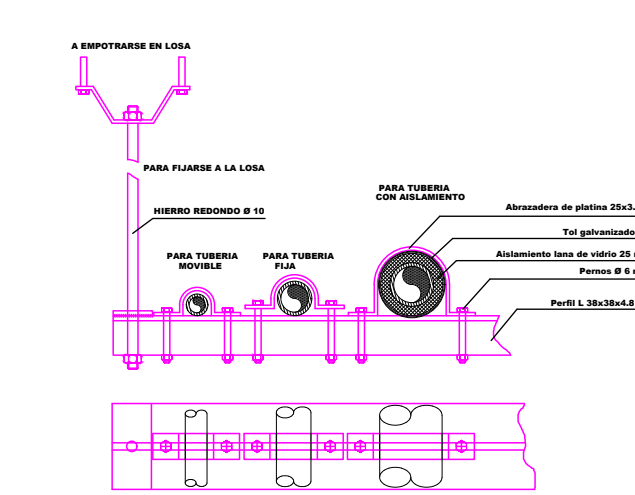 A EMPOTRARSE EN LOSA
PARA FIJARSE A LA LOSA
HIERRO REDONDO Ø 10
PARA TUBERIA
MOVIBLE
PARA TUBERIA
FIJA
PARA TUBERIA
CON AISLAMIENTO
Abrazadera de platina 25x3.
Tol galvanizado
Aislamiento lana de vidrio 25
Pernos Ø 6
Perfil L 38x38x4.8